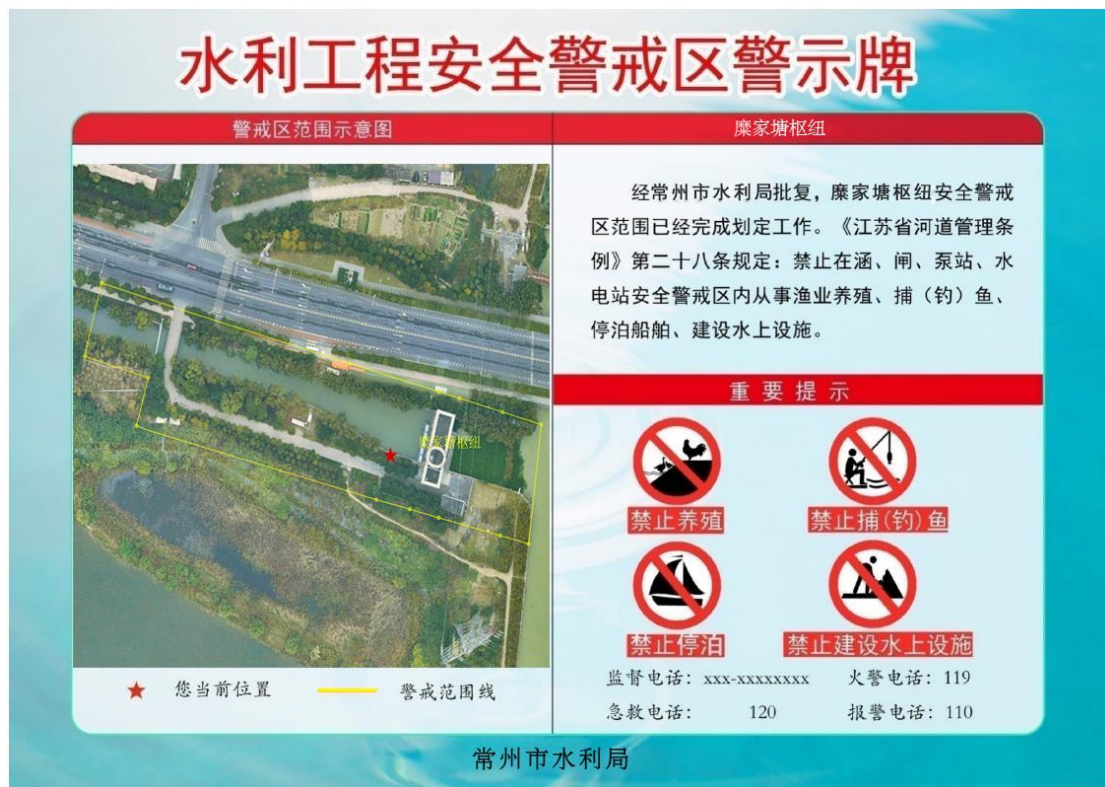 水利工程安全警戒区警示牌
警戒区范围示意图
糜家塘枢纽
糜家塘枢纽
您当前位置
警戒范围线
经常州市水利局批复，糜家塘枢纽安全警戒
区范围已经完成划定工作。《江苏省河道管理条
例》第二十八条规定：禁止在涵、闸、泵站、水
电站安全警戒区内从事渔业养殖、捕（钓）鱼、
停泊船舶、建设水上设施。
重要提示
禁止养殖
禁止捕(钓)鱼
禁止停泊
禁止建设水上设施
监督电话：xxx-xxxxxxxx 火警电话：119
急救电话： 120 报警电话：110
常州市水利局